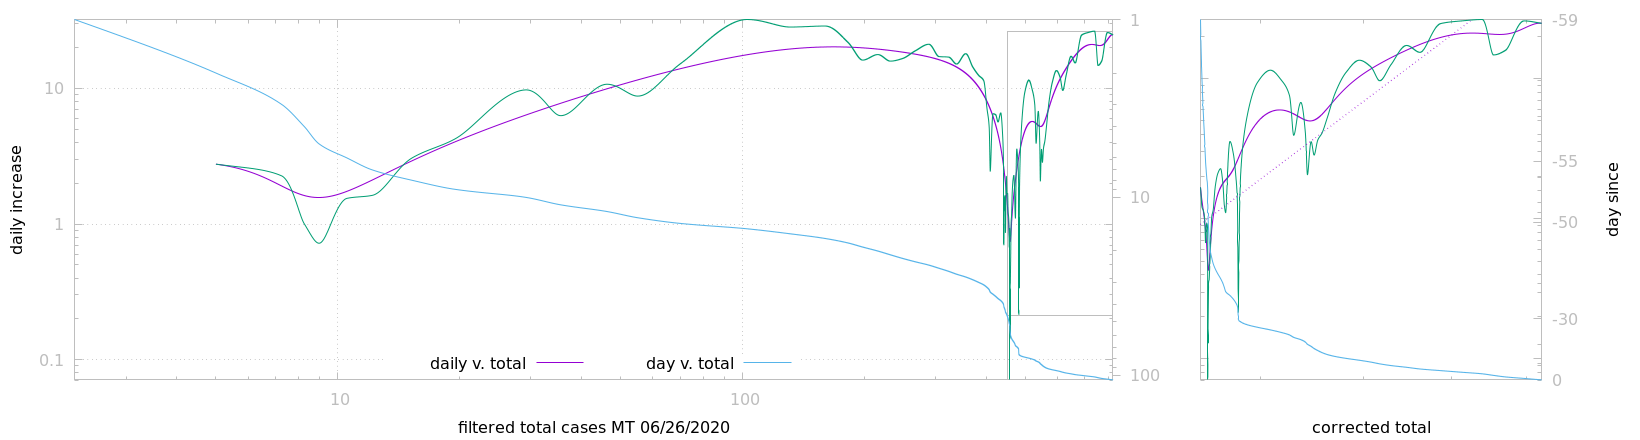 daily increase
10
1
0.1
10
100
filtered total cases MT 06/26/2020
daily v. total
day v. total
1
10
100
corrected total
-59
-55
-50
-30
0
day since